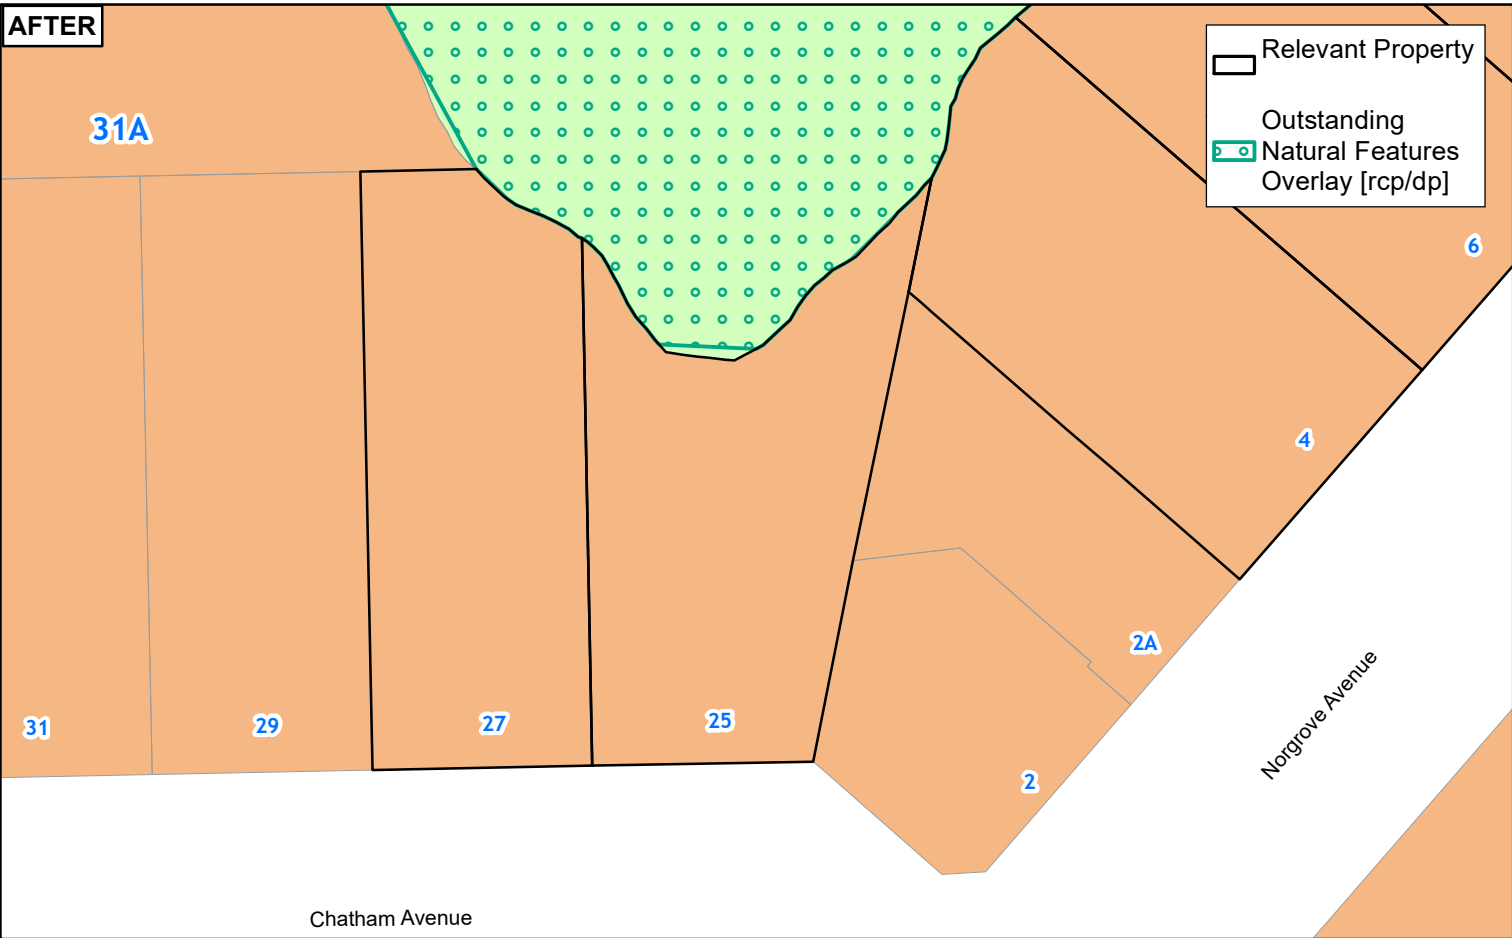 AFTER
Relevant Property
Outstanding
Natural Features
Overlay [rcp/dp]
31A
6
4
2A
31
29
27
25
2
Norgrove Avenue
Chatham Avenue